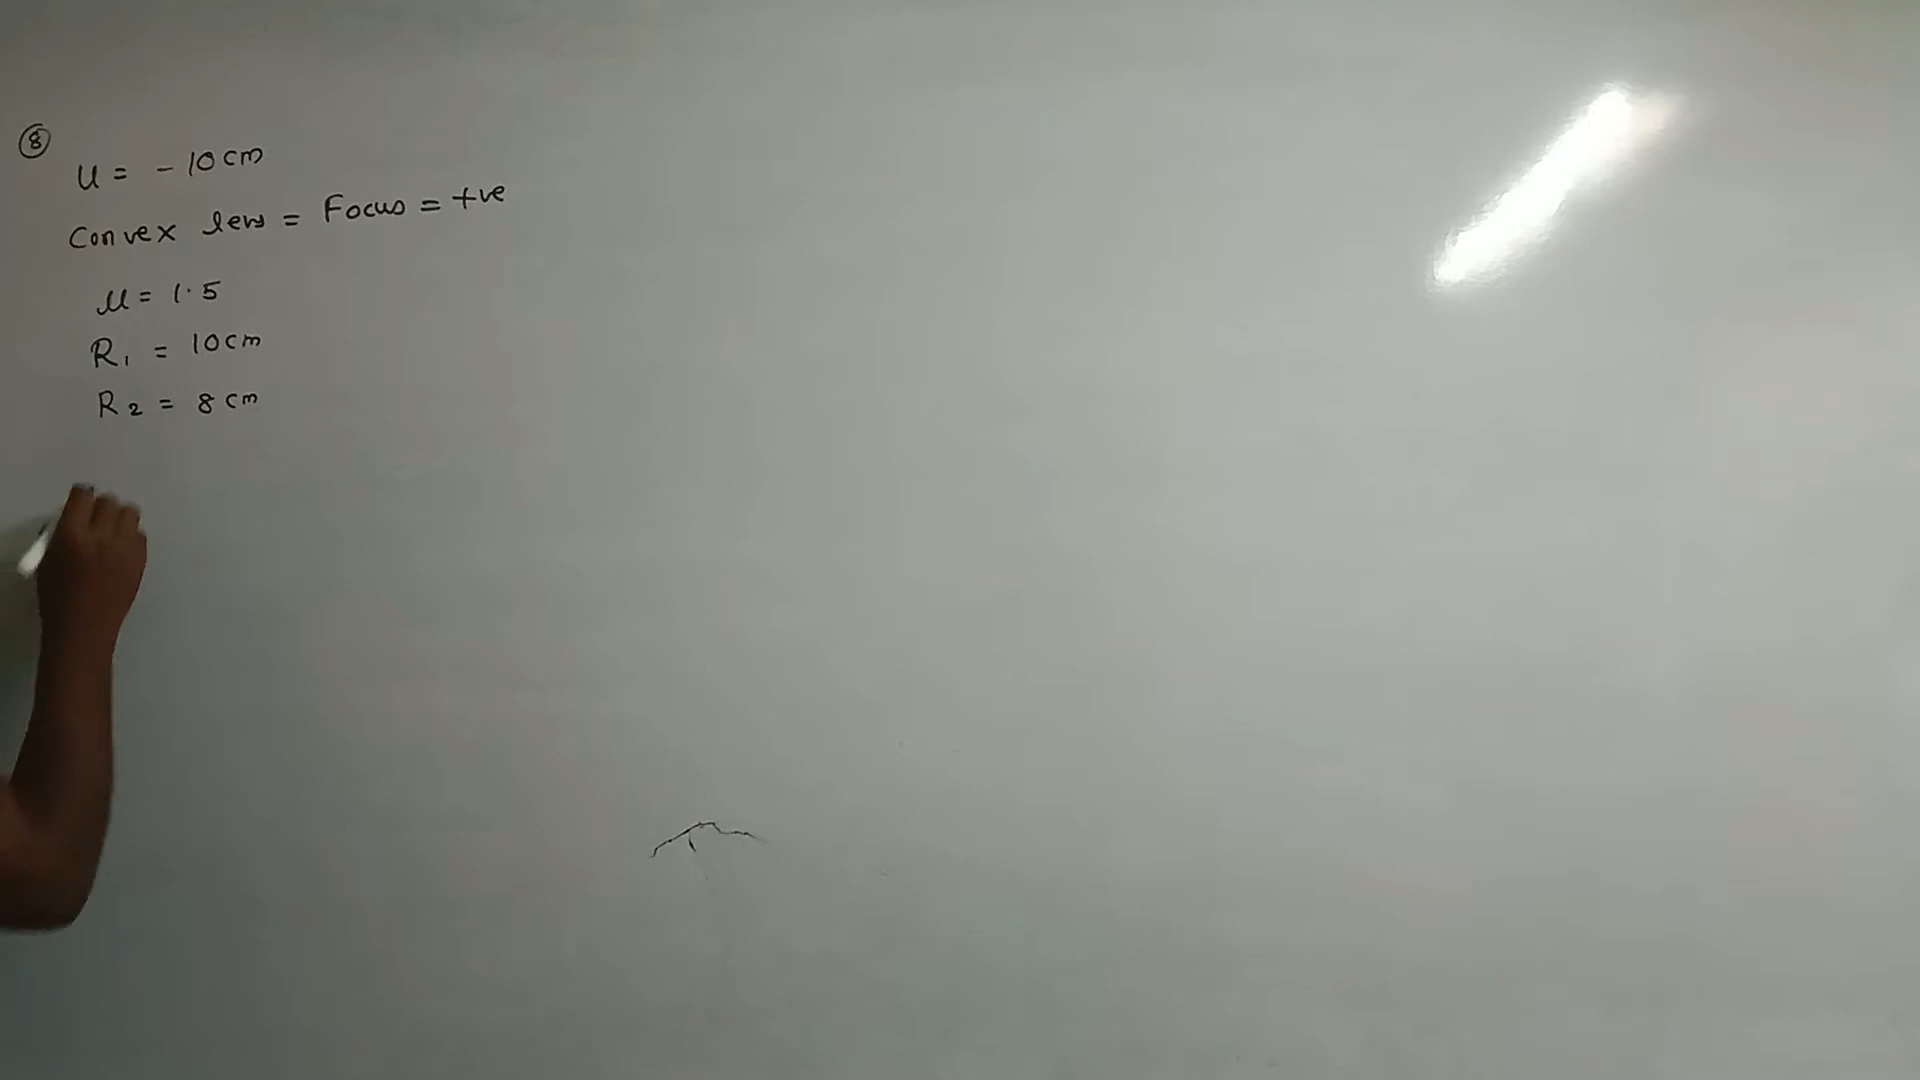 ⑧
u = - 10 cm
Convex lens = Focus = +ve
μ = 1.5
R₁ = 10 cm
R₂ = 8 cm